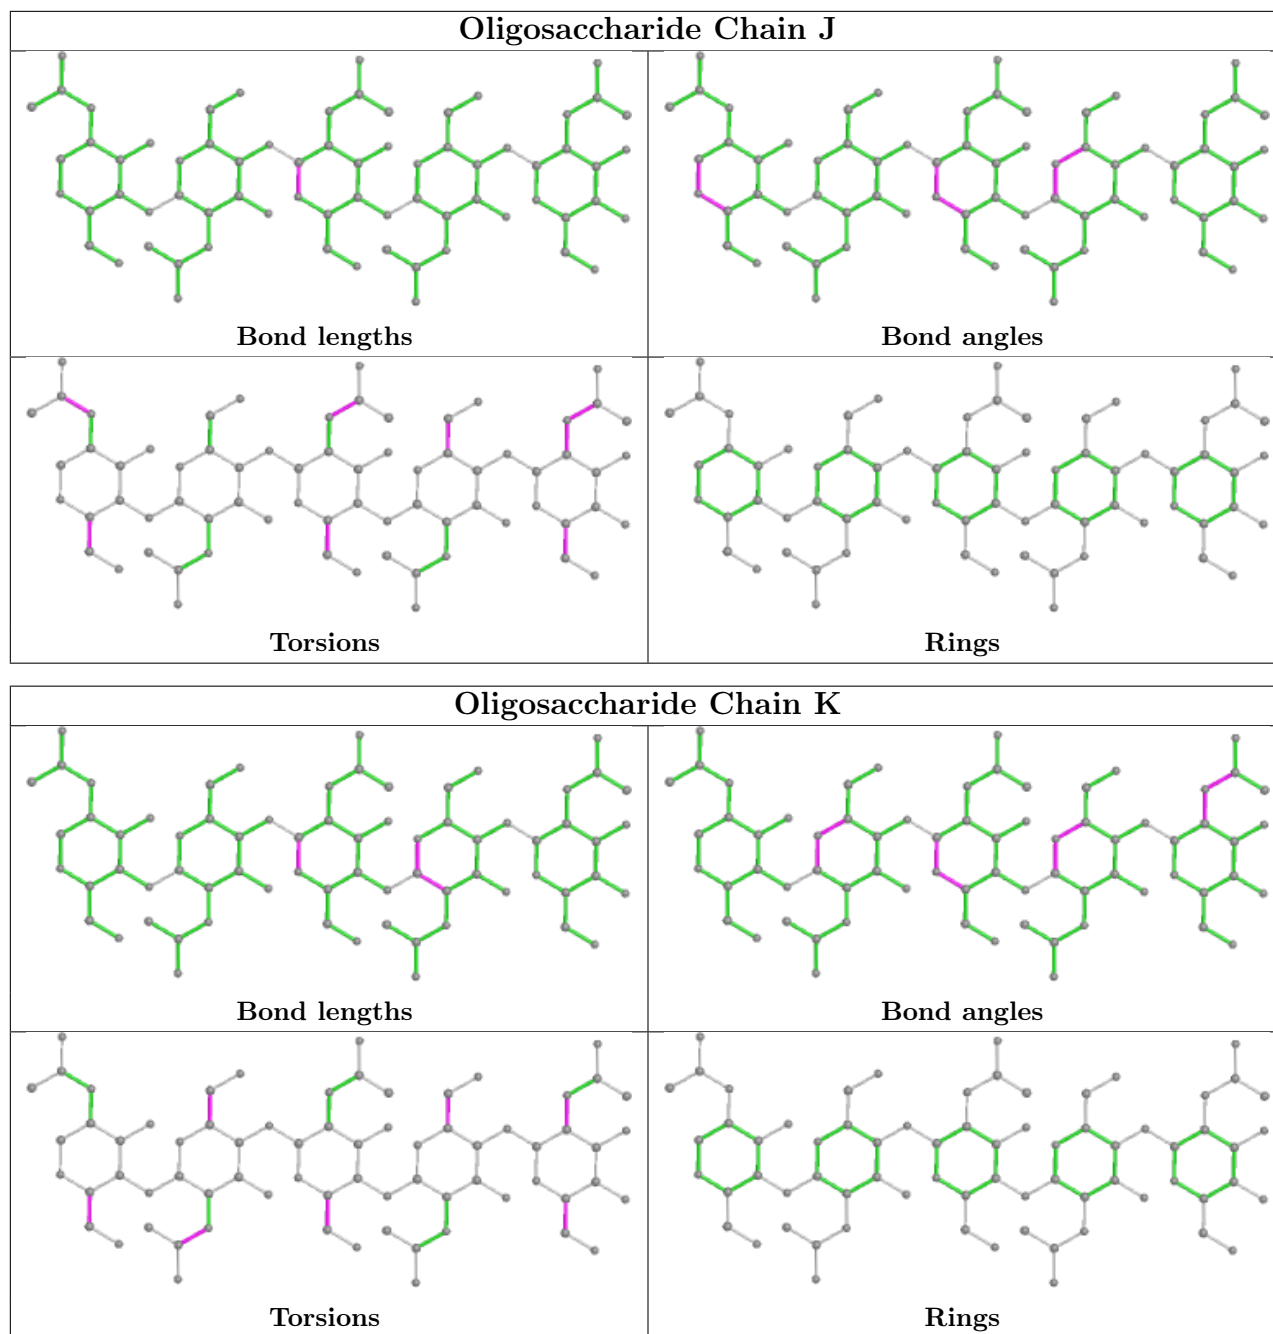 Oligosaccharide Chain J
Bond lengths
Bond angles
Torsions
Rings
Oligosaccharide Chain K
Bond lengths
Bond angles
Torsions
Rings